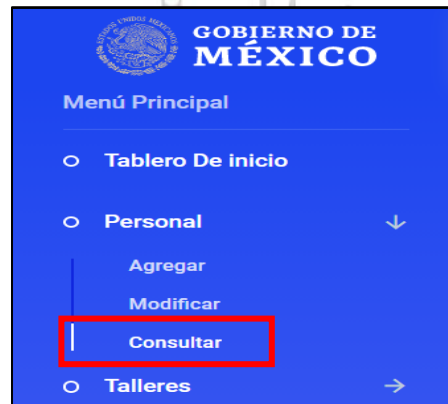 GOBIERNO DE
MÉXICO
Menú Principal
Tablero De inicio
Personal
Agregar
Modificar
Consultar
Talleres